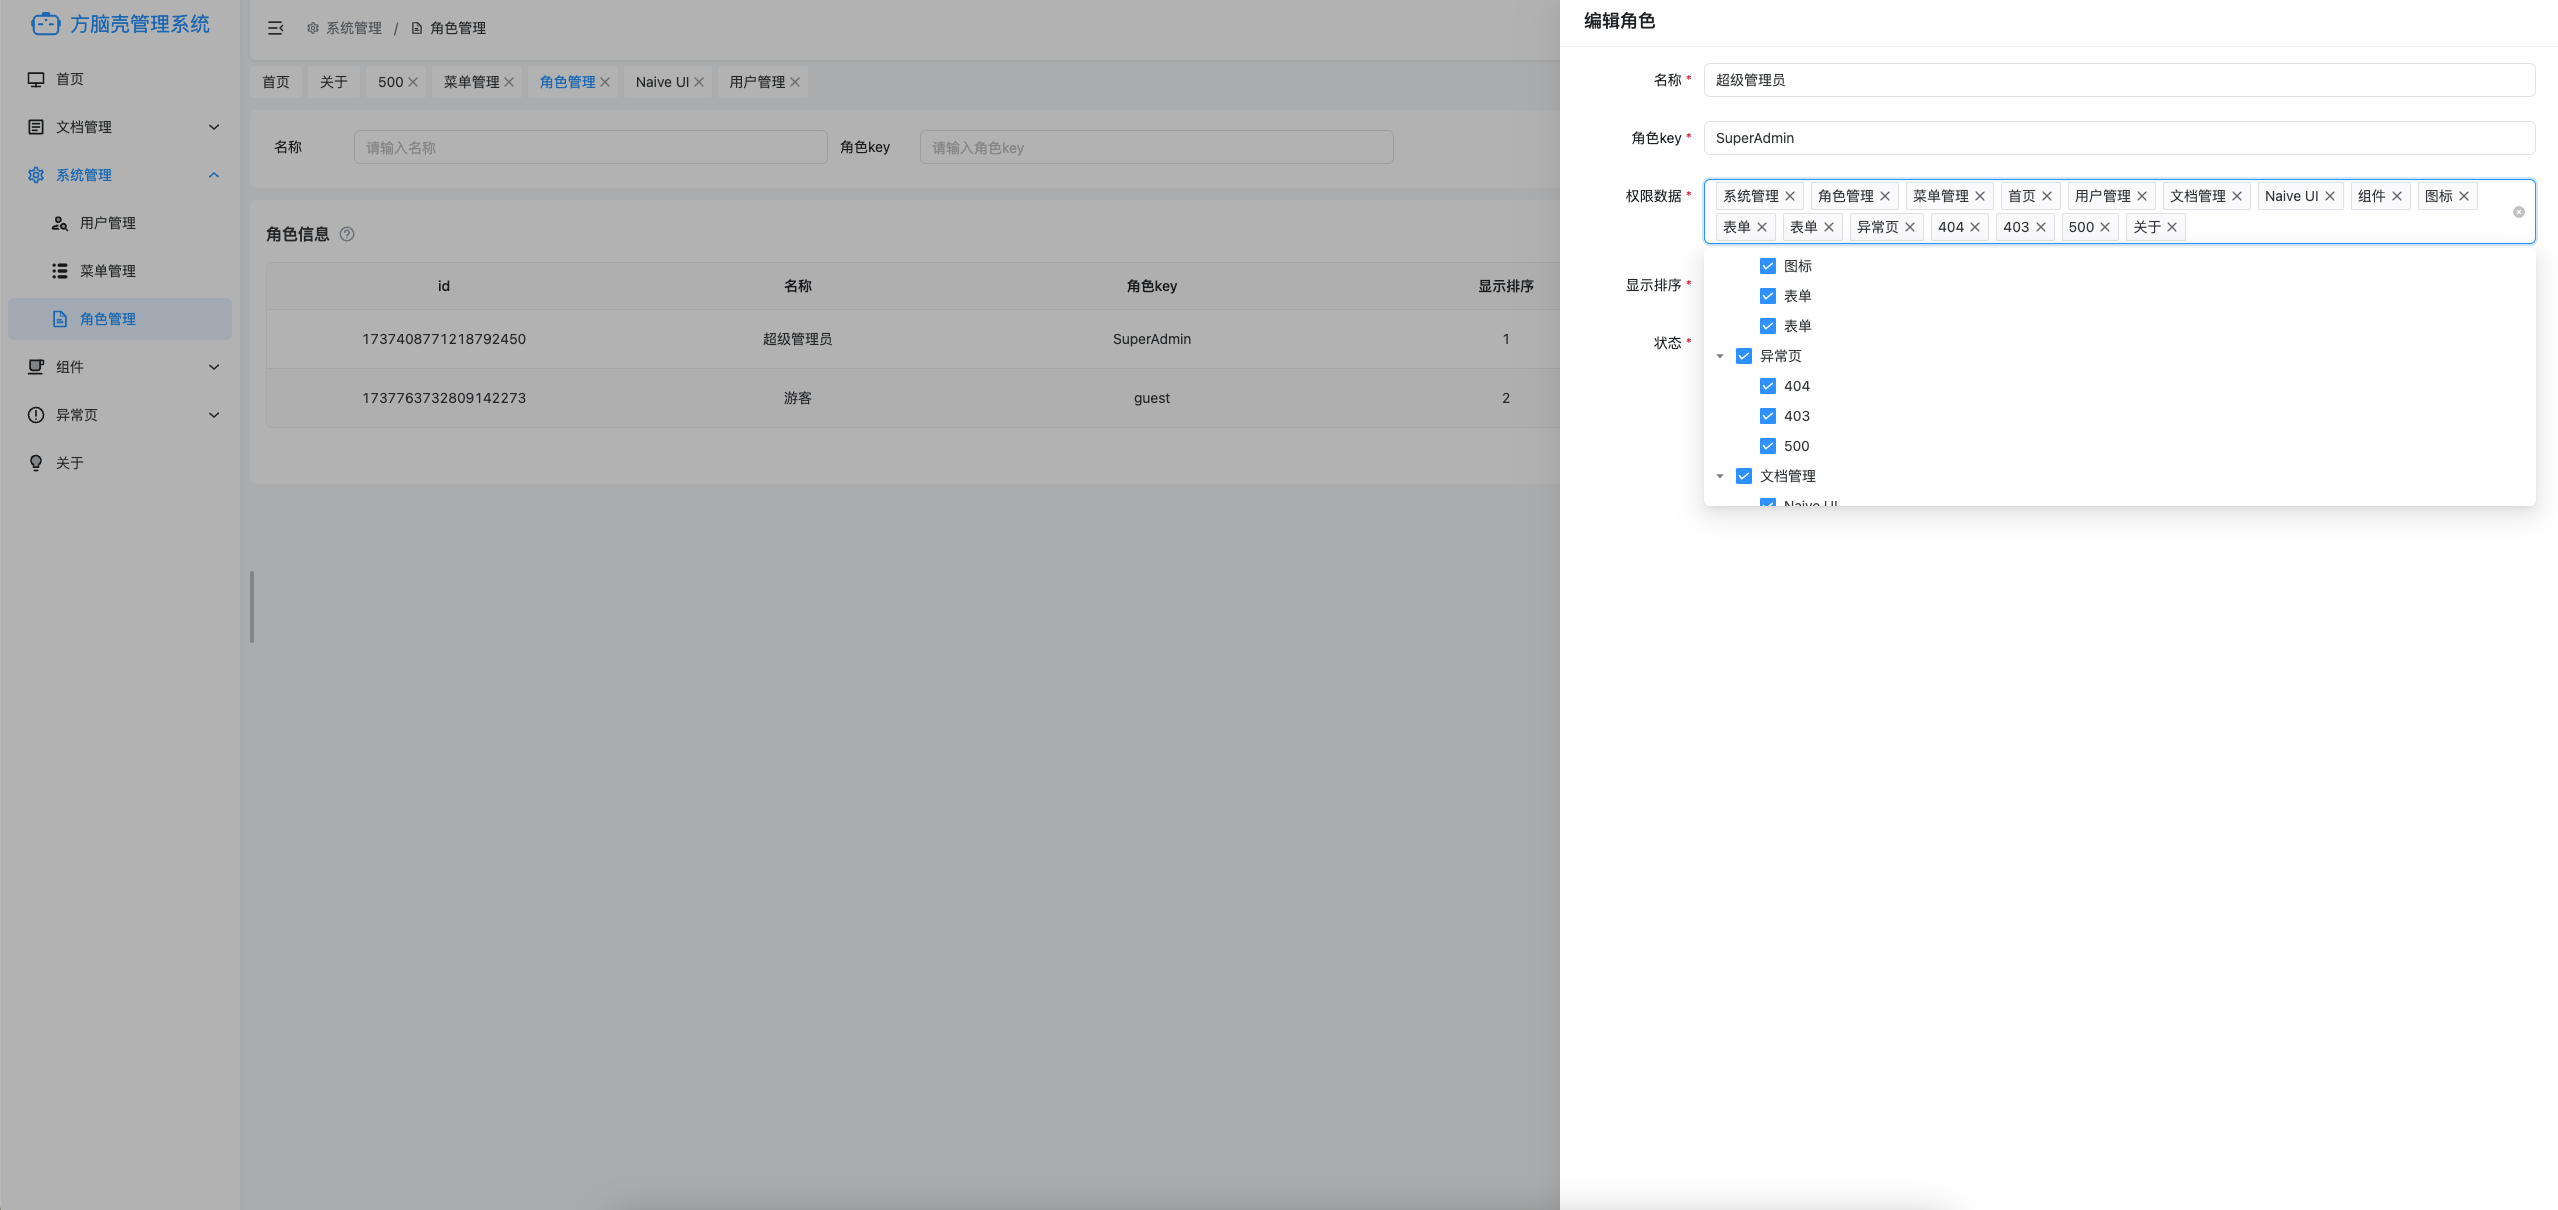 方脑壳管理系统
首页
文档管理
系统管理
用户管理
菜单管理
角色管理
组件
异常页
关于
系统管理 / 角色管理
首页 关于 500 菜单管理 角色管理 Naive UI 用户管理
名称 请输入名称 角色key 请输入角色key
角色信息
id 名称 角色key 显示排序
1737408771218792450 超级管理员 SuperAdmin 1
1737763732809142273 游客 guest 2
编辑角色
名称 * 超级管理员
角色key * SuperAdmin
权限数据 * 系统管理 角色管理 菜单管理 首页 用户管理 文档管理 Naive UI 组件 图标
表单 表单 异常页 404 403 500 关于
显示排序 *
状态 *
图标
表单
表单
异常页
404
403
500
文档管理
Naive UI